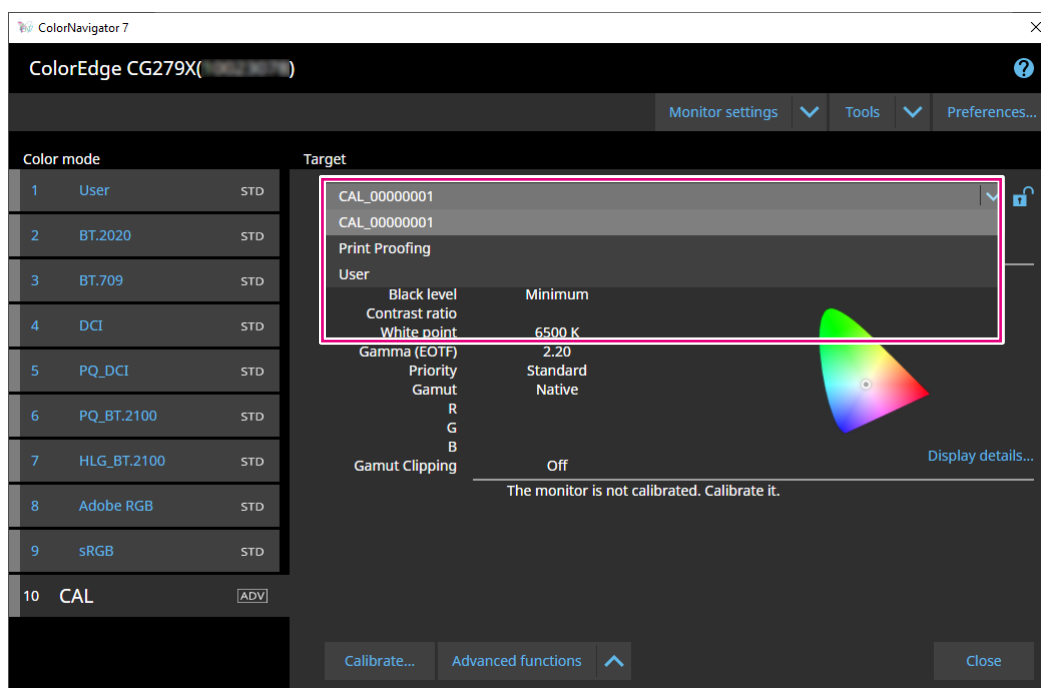 ColorNavigator 7
ColorEdge CG279X( )
Monitor settings Tools Preferences...
Color mode
Target
1 User STD
2 BT.2020 STD
3 BT.709 STD
4 DCI STD
5 PQ_DCI STD
6 PQ_BT.2100 STD
7 HLG_BT.2100 STD
8 Adobe RGB STD
9 sRGB STD
10 CAL ADV
CAL_00000001
CAL_00000001
Print Proofing
User
Black level Minimum
Contrast ratio
White point 6500 K
Gamma (EOTF) 2.20
Priority Standard
Gamut Native
R
G
B
Gamut Clipping Off
Display details...
The monitor is not calibrated. Calibrate it.
Calibrate... Advanced functions Close